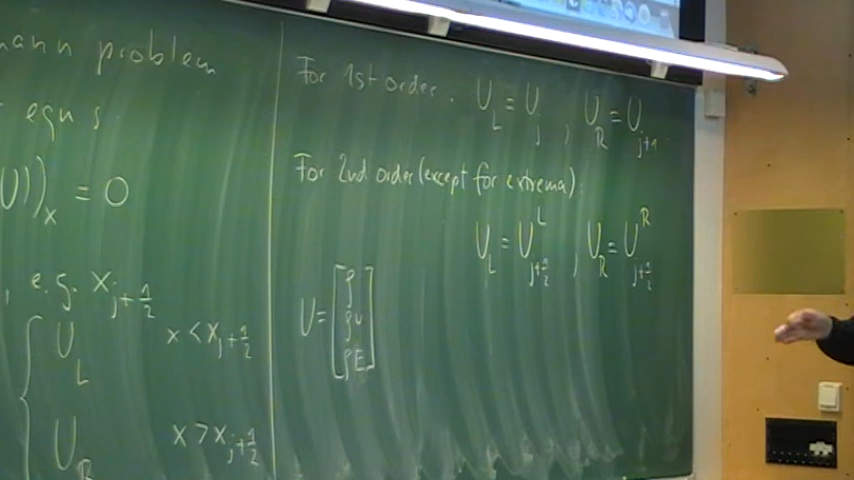 mann problem
eqns
U))_x = 0
, e.g. x_{j+1/2}
{ U_L x < x_{j+1/2}
U_R x > x_{j+1/2}
For 1st order. U_L = U_j , U_R = U_{j+1}
For 2nd order (except for extrema):
U_L = U^L_{j+1/2} , U_R = U^R_{j+1/2}
U = [ρ
ρu
ρE]